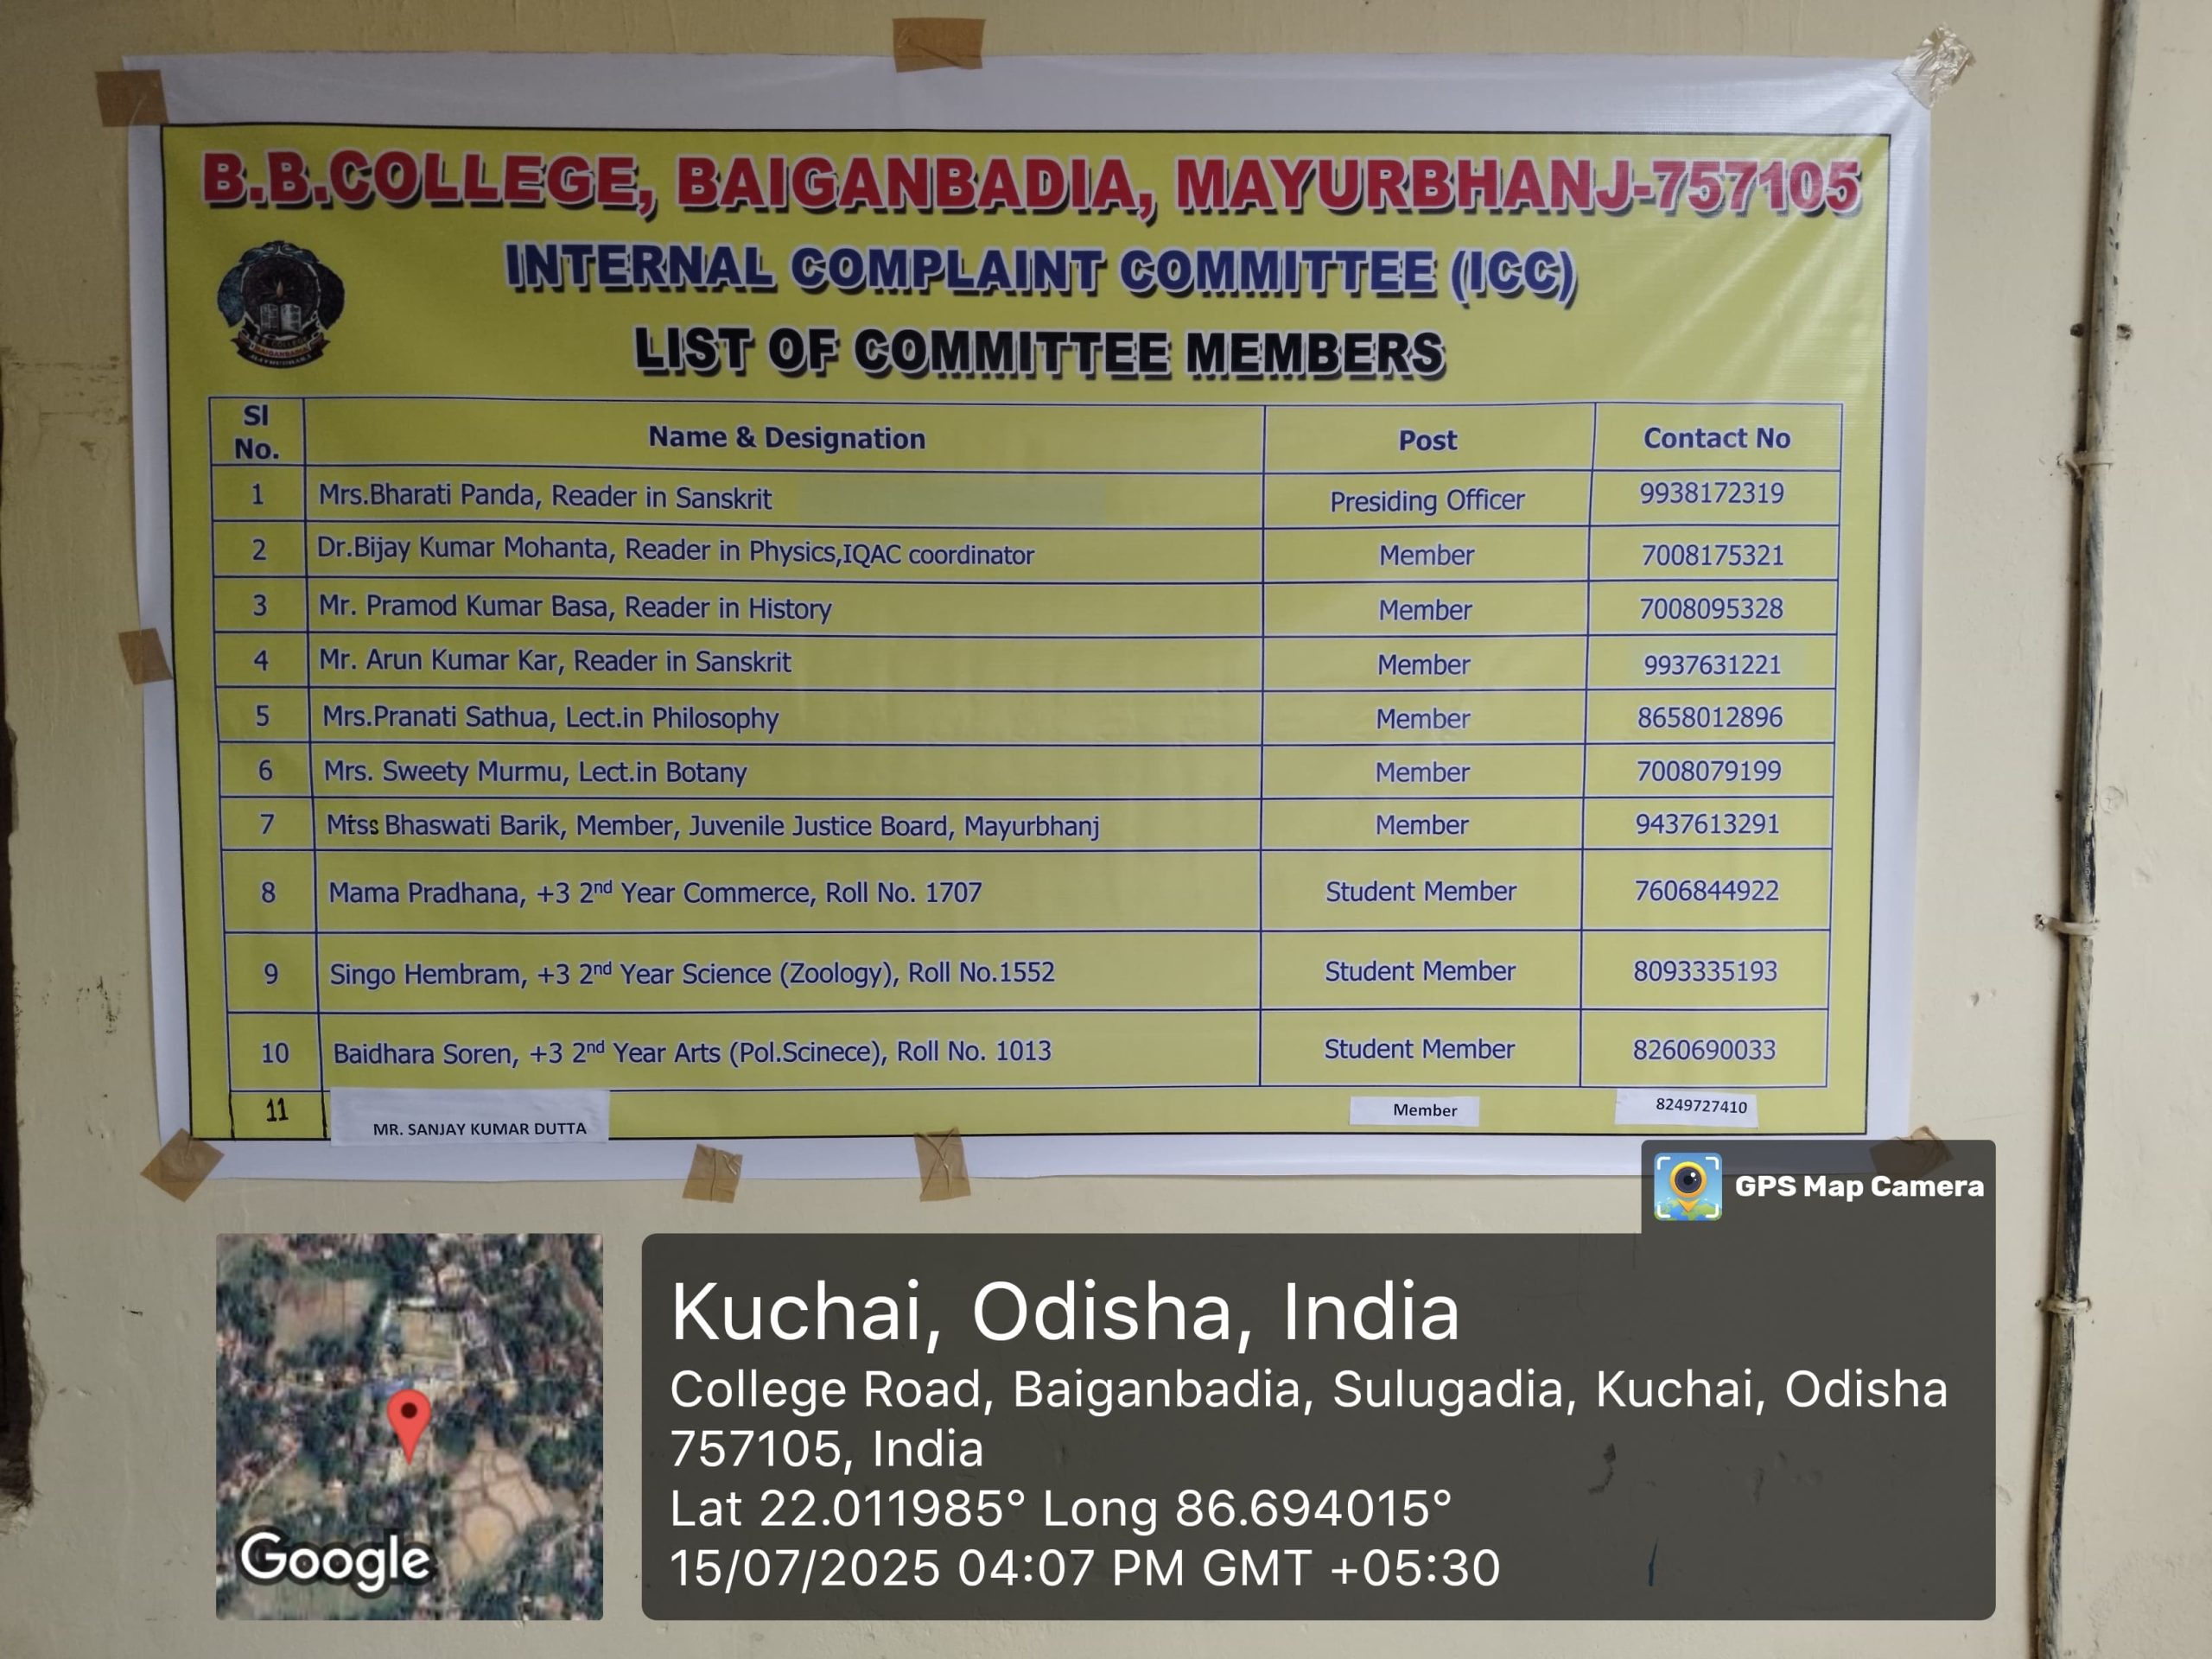 B.B.COLLEGE, BAIGANBADIA, MAYURBHANJ-757105
INTERNAL COMPLAINT COMMITTEE (ICC)
LIST OF COMMITTEE MEMBERS
Sl No. Name & Designation Post Contact No
1 Mrs.Bharati Panda, Reader in Sanskrit Presiding Officer 9938172319
2 Dr.Bijay Kumar Mohanta, Reader in Physics,IQAC coordinator Member 7008175321
3 Mr. Pramod Kumar Basa, Reader in History Member 7008095328
4 Mr. Arun Kumar Kar, Reader in Sanskrit Member 9937631221
5 Mrs.Pranati Sathua, Lect.in Philosophy Member 8658012896
6 Mrs. Sweety Murmu, Lect.in Botany Member 7008079199
7 Miss Bhaswati Barik, Member, Juvenile Justice Board, Mayurbhanj Member 9437613291
8 Mama Pradhana, +3 2nd Year Commerce, Roll No. 1707 Student Member 7606844922
9 Singo Hembram, +3 2nd Year Science (Zoology), Roll No.1552 Student Member 8093335193
10 Baidhara Soren, +3 2nd Year Arts (Pol.Scinece), Roll No. 1013 Student Member 8260690033
11 MR. SANJAY KUMAR DUTTA Member 8249727410
GPS Map Camera
Kuchai, Odisha, India
College Road, Baiganbadia, Sulugadia, Kuchai, Odisha
757105, India
Lat 22.011985° Long 86.694015°
15/07/2025 04:07 PM GMT +05:30
Google